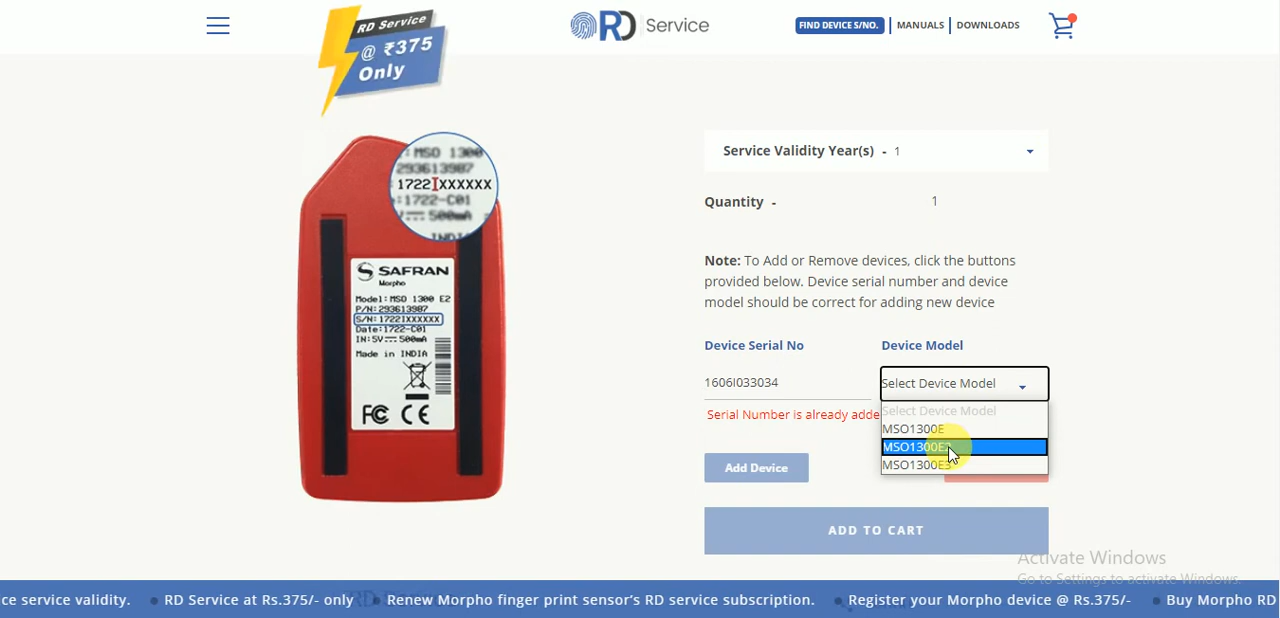 RD Service
@ ₹375
Only
RD Service
FIND DEVICE S/NO.
MANUALS
DOWNLOADS
: MSO 1300
293613987
: 1722IXXXXXX
:1722-C01
500mA
INDIA
SAFRAN
Morpho
Model: MSO 1300 E2
P/N: 293613987
S/N: 1722IXXXXXX
Date: 1722-C01
IN: 5V 500mA
Made in INDIA
FC CE
Service Validity Year(s) - 1
Quantity - 1
Note: To Add or Remove devices, click the buttons
provided below. Device serial number and device
model should be correct for adding new device
Device Serial No
Device Model
1606I033034
Select Device Model
Serial Number is already adde
Select Device Model
MSO1300E
MSO1300E2
MSO1300E3
Add Device
ADD TO CART
Activate Windows
Go to Settings to activate Windows.
ce service validity. • RD Service at Rs.375/- only • Renew Morpho finger print sensor's RD service subscription. • Register your Morpho device @ Rs.375/- • Buy Morpho RD